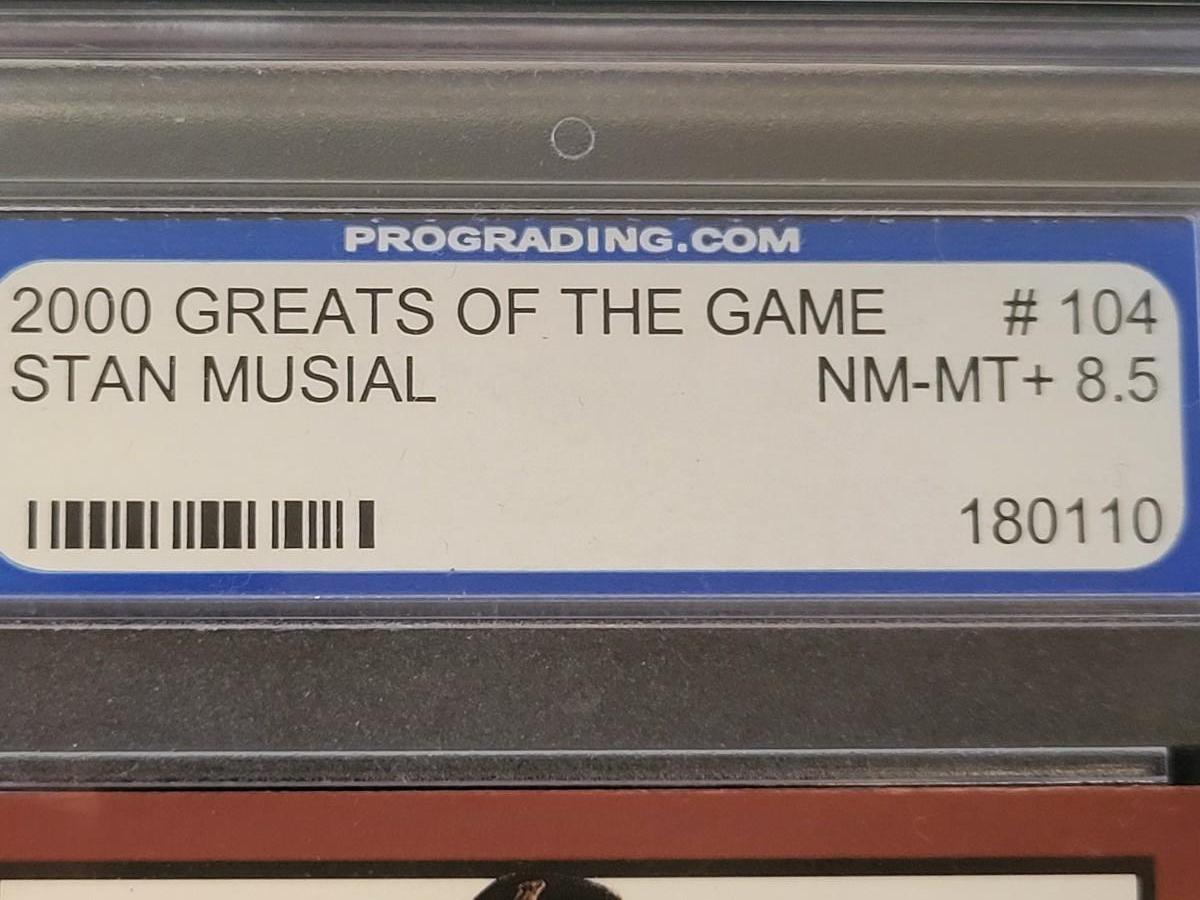 PROGRADING.COM
2000 GREATS OF THE GAME # 104
STAN MUSIAL NM-MT+ 8.5
180110